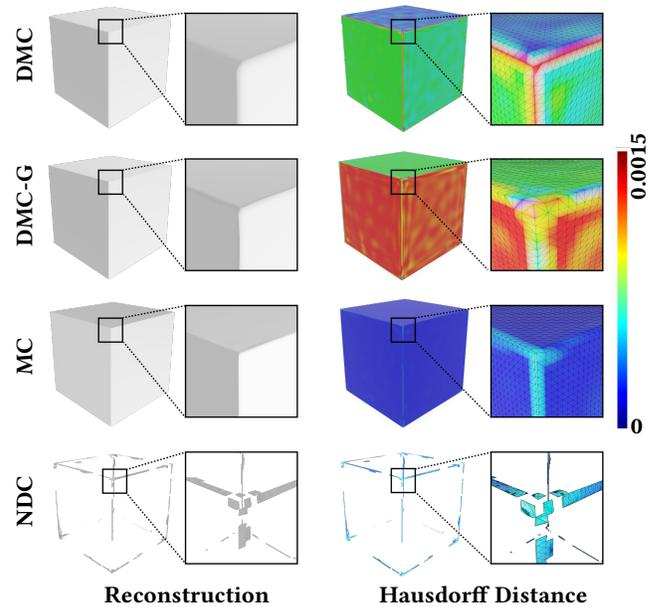 DMC
DMC-G
0.0015
MC
0
NDC
Reconstruction
Hausdorff Distance